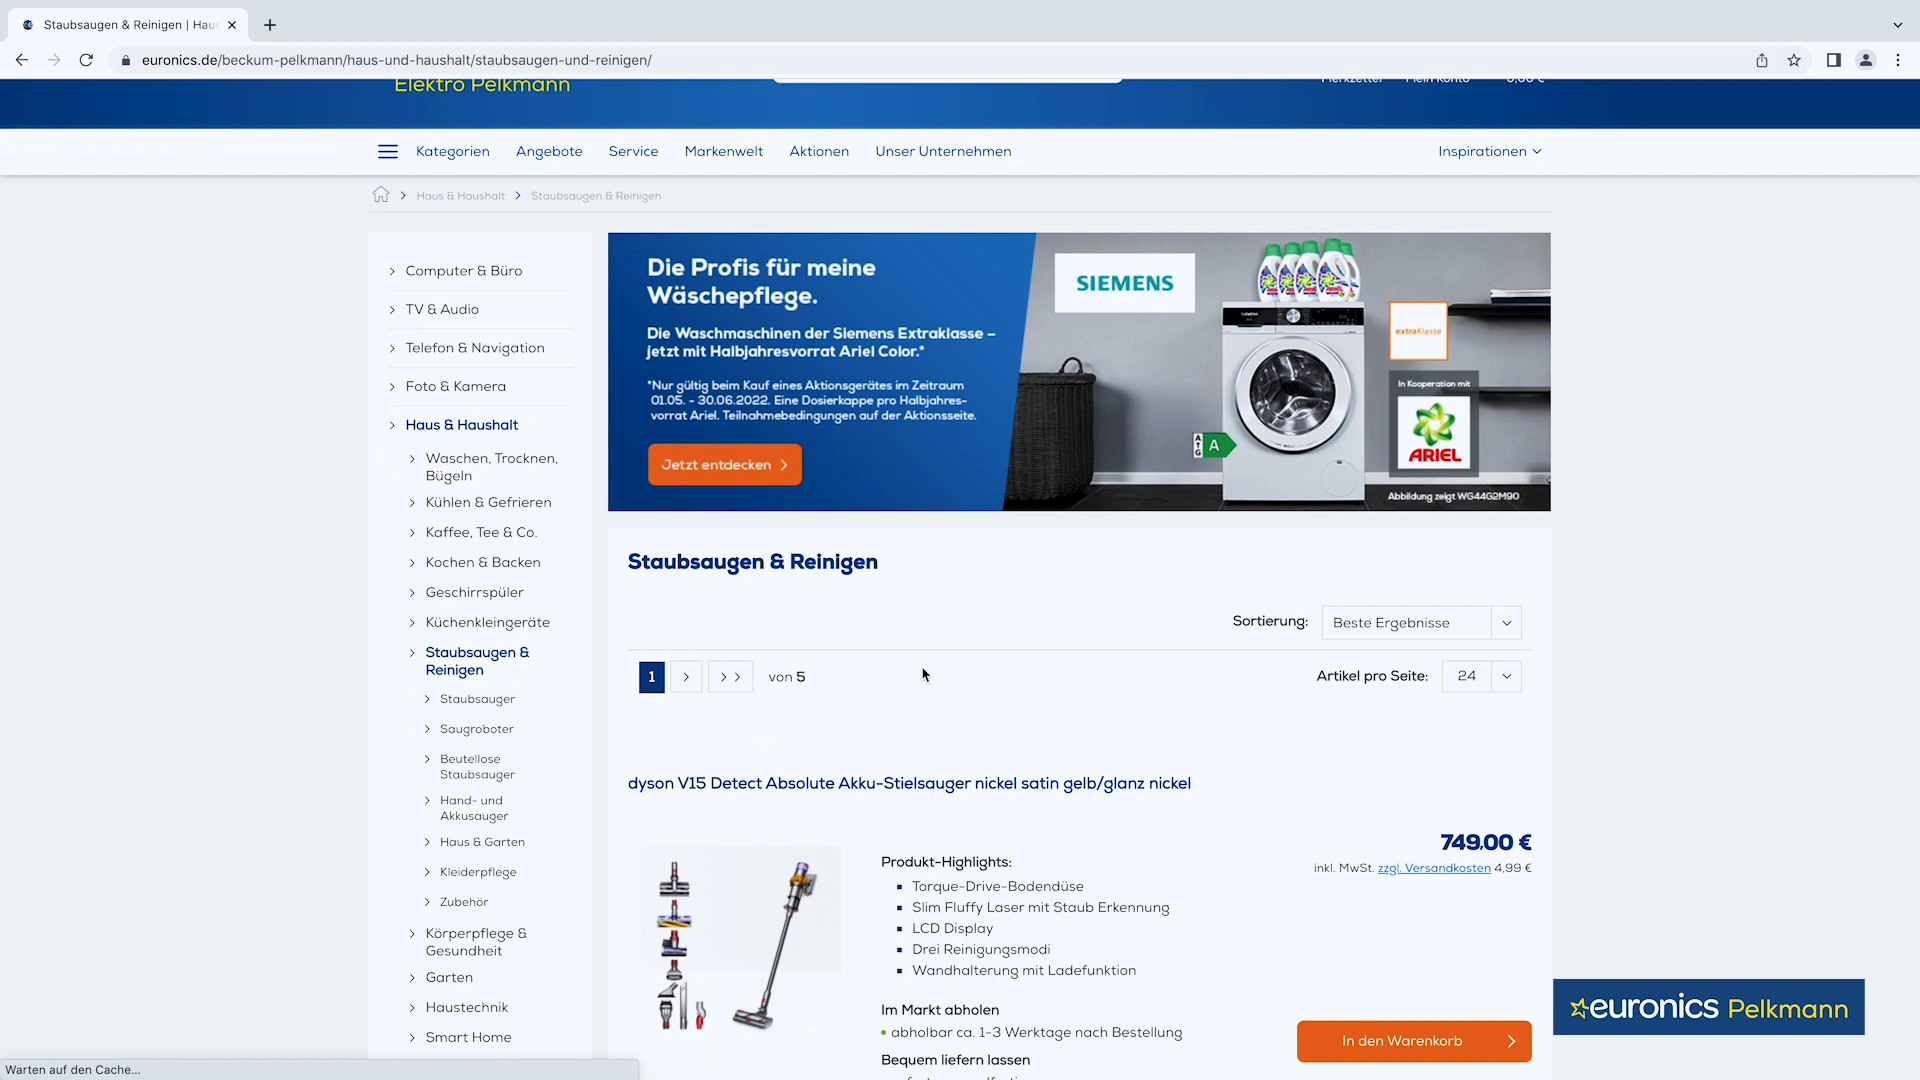 Staubsaugen & Reinigen | Hau
euronics.de/beckum-pelkmann/haus-und-haushalt/staubsaugen-und-reinigen/
Elektro Pelkmann
Merkzettel Mein Konto 0,00 €
Kategorien Angebote Service Markenwelt Aktionen Unser Unternehmen Inspirationen
Haus & Haushalt Staubsaugen & Reinigen
Computer & Büro
TV & Audio
Telefon & Navigation
Foto & Kamera
Haus & Haushalt
Waschen, Trocknen,
Bügeln
Kühlen & Gefrieren
Kaffee, Tee & Co.
Kochen & Backen
Geschirrspüler
Küchenkleingeräte
Staubsaugen &
Reinigen
Staubsauger
Saugroboter
Beutellose
Staubsauger
Hand- und
Akkusauger
Haus & Garten
Kleiderpflege
Zubehör
Körperpflege &
Gesundheit
Garten
Haustechnik
Smart Home
Die Profis für meine
Wäschepflege.
Die Waschmaschinen der Siemens Extraklasse –
jetzt mit Halbjahresvorrat Ariel Color.*
*Nur gültig beim Kauf eines Aktionsgerätes im Zeitraum
01.05. - 30.06.2022. Eine Dosierkappe pro Halbjahres-
vorrat Ariel. Teilnahmebedingungen auf der Aktionsseite.
Jetzt entdecken
SIEMENS
extraKlasse
In Kooperation mit
ARIEL
A
Abbildung zeigt WG44G2M90
Staubsaugen & Reinigen
Sortierung: Beste Ergebnisse
1 > > > von 5
Artikel pro Seite: 24
dyson V15 Detect Absolute Akku-Stielsauger nickel satin gelb/glanz nickel
749,00 €
inkl. MwSt. zzgl. Versandkosten 4,99 €
Produkt-Highlights:
Torque-Drive-Bodendüse
Slim Fluffy Laser mit Staub Erkennung
LCD Display
Drei Reinigungsmodi
Wandhalterung mit Ladefunktion
Im Markt abholen
abholbar ca. 1-3 Werktage nach Bestellung
Bequem liefern lassen
In den Warenkorb
euronics Pelkmann
Warten auf den Cache...